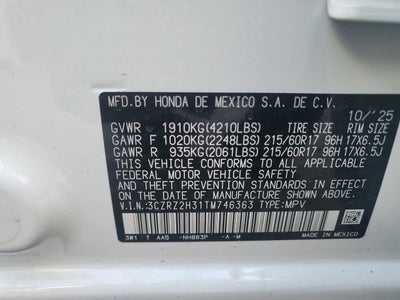 MFD.BY HONDA DE MEXICO S.A. DE C.V.
10/'25
GVWR 1910KG(4210LBS) TIRE SIZE RIM SIZE
GAWR F 1020KG(2248LBS) 215/60R17 96H 17X6.5J
GAWR R 935KG(2061LBS) 215/60R17 96H 17X6.5J
THIS VEHICLE CONFORMS TO ALL APPLICABLE
FEDERAL MOTOR VEHICLE SAFETY
AND THEFT PREVENTION STANDARDS IN EFFECT ON THE
DATE OF MANUFACTURE SHOWN ABOVE.
V.I.N.:3CZRZ2H31TM746363 TYPE:MPV
3W1 T AA5 -NH883P -A-M